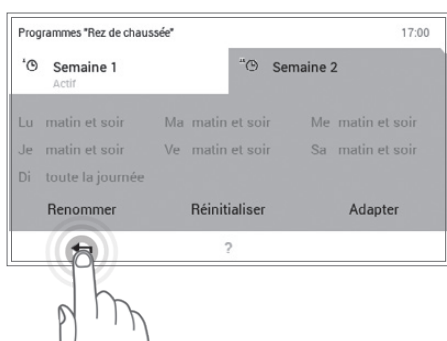 Programmes "Rez de chaussée" 17:00
Semaine 1 Semaine 2
Actif
Lu matin et soir Ma matin et soir Me matin et soir
Je matin et soir Ve matin et soir Sa matin et soir
Di toute la journée
Renommer Réinitialiser Adapter
?